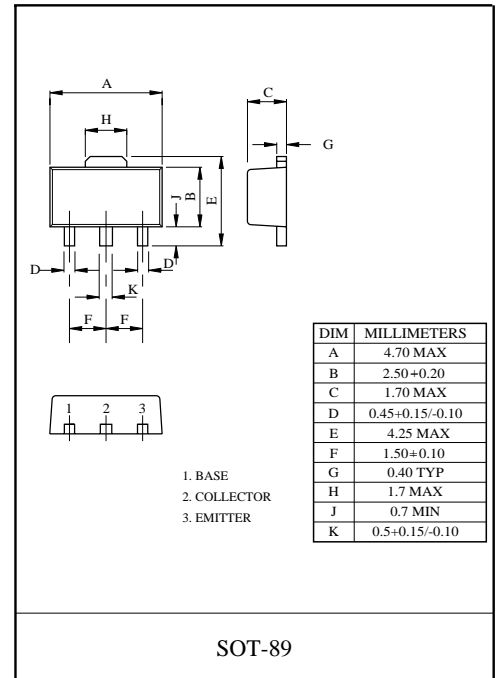 A
H
C
G
J
B
E
D
D
K
F
F
DIM MILLIMETERS
A 4.70 MAX
B 2.50±0.20
C 1.70 MAX
D 0.45+0.15/-0.10
E 4.25 MAX
F 1.50±0.10
G 0.40 TYP
H 1.7 MAX
J 0.7 MIN
K 0.5+0.15/-0.10
1 2 3
1. BASE
2. COLLECTOR
3. EMITTER
SOT-89